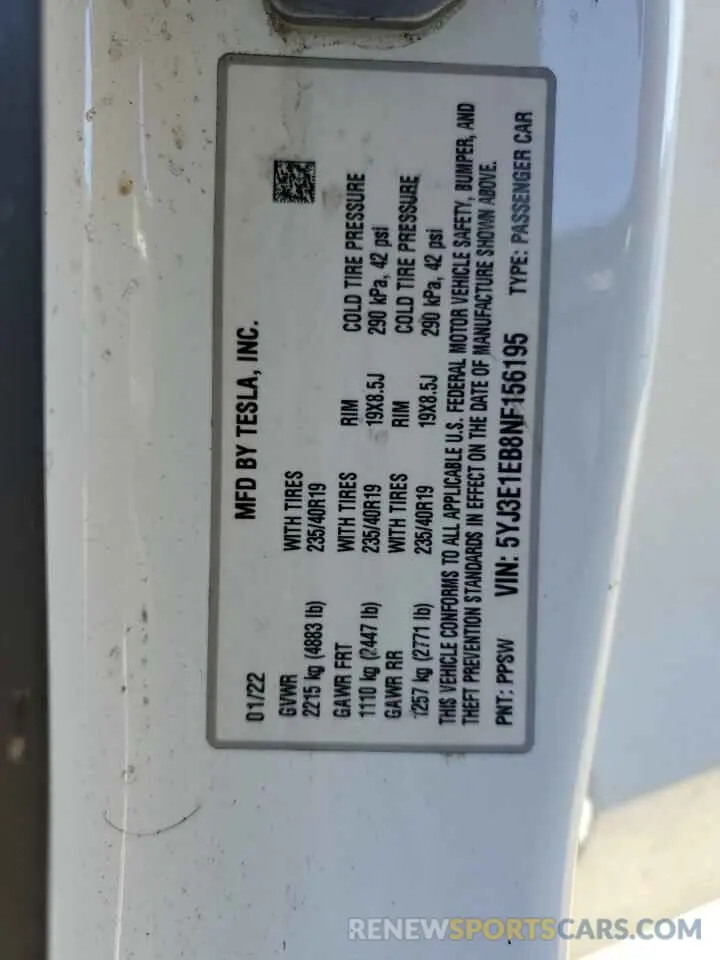 01/22 MFD BY TESLA, INC.
GVWR WITH TIRES
2215 kg (4883 lb) 235/40R19
GAWR FRT WITH TIRES RIM COLD TIRE PRESSURE
1110 kg (2447 lb) 235/40R19 19X8.5J 290 kPa, 42 psi
GAWR RR WITH TIRES RIM COLD TIRE PRESSURE
1257 kg (2771 lb) 235/40R19 19X8.5J 290 kPa, 42 psi
THIS VEHICLE CONFORMS TO ALL APPLICABLE U.S. FEDERAL MOTOR VEHICLE SAFETY, BUMPER, AND
THEFT PREVENTION STANDARDS IN EFFECT ON THE DATE OF MANUFACTURE SHOWN ABOVE.
PNT: PPSW VIN: 5YJ3E1EB8NF156195 TYPE: PASSENGER CAR
RENEWSPORTSCARS.COM